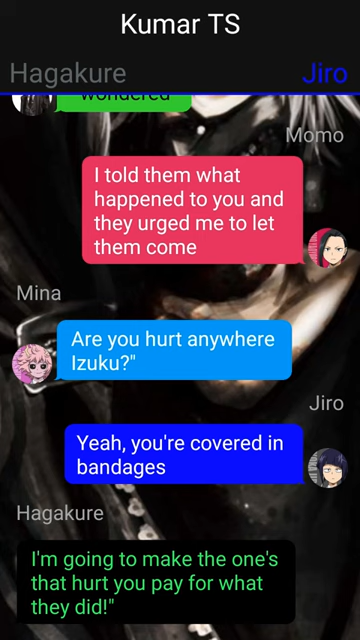 Kumar TS
Hagakure
Jiro
wondered
Momo
I told them what
happened to you and
they urged me to let
them come
Mina
Are you hurt anywhere
Izuku?"
Jiro
Yeah, you're covered in
bandages
Hagakure
I'm going to make the one's
that hurt you pay for what
they did!"